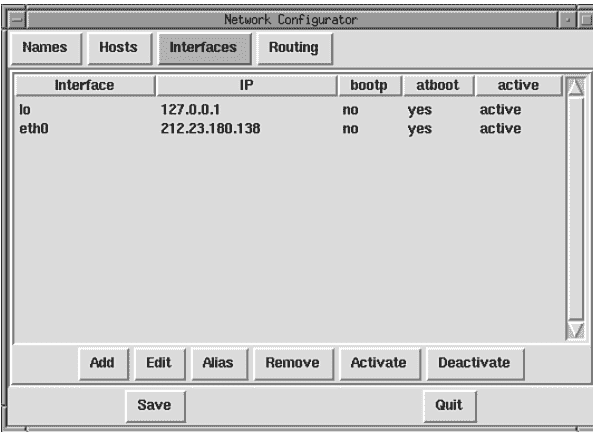 Network Configurator
Names Hosts Interfaces Routing
Interface IP bootp atboot active
lo 127.0.0.1 no yes active
eth0 212.23.180.138 no yes active
Add Edit Alias Remove Activate Deactivate
Save Quit